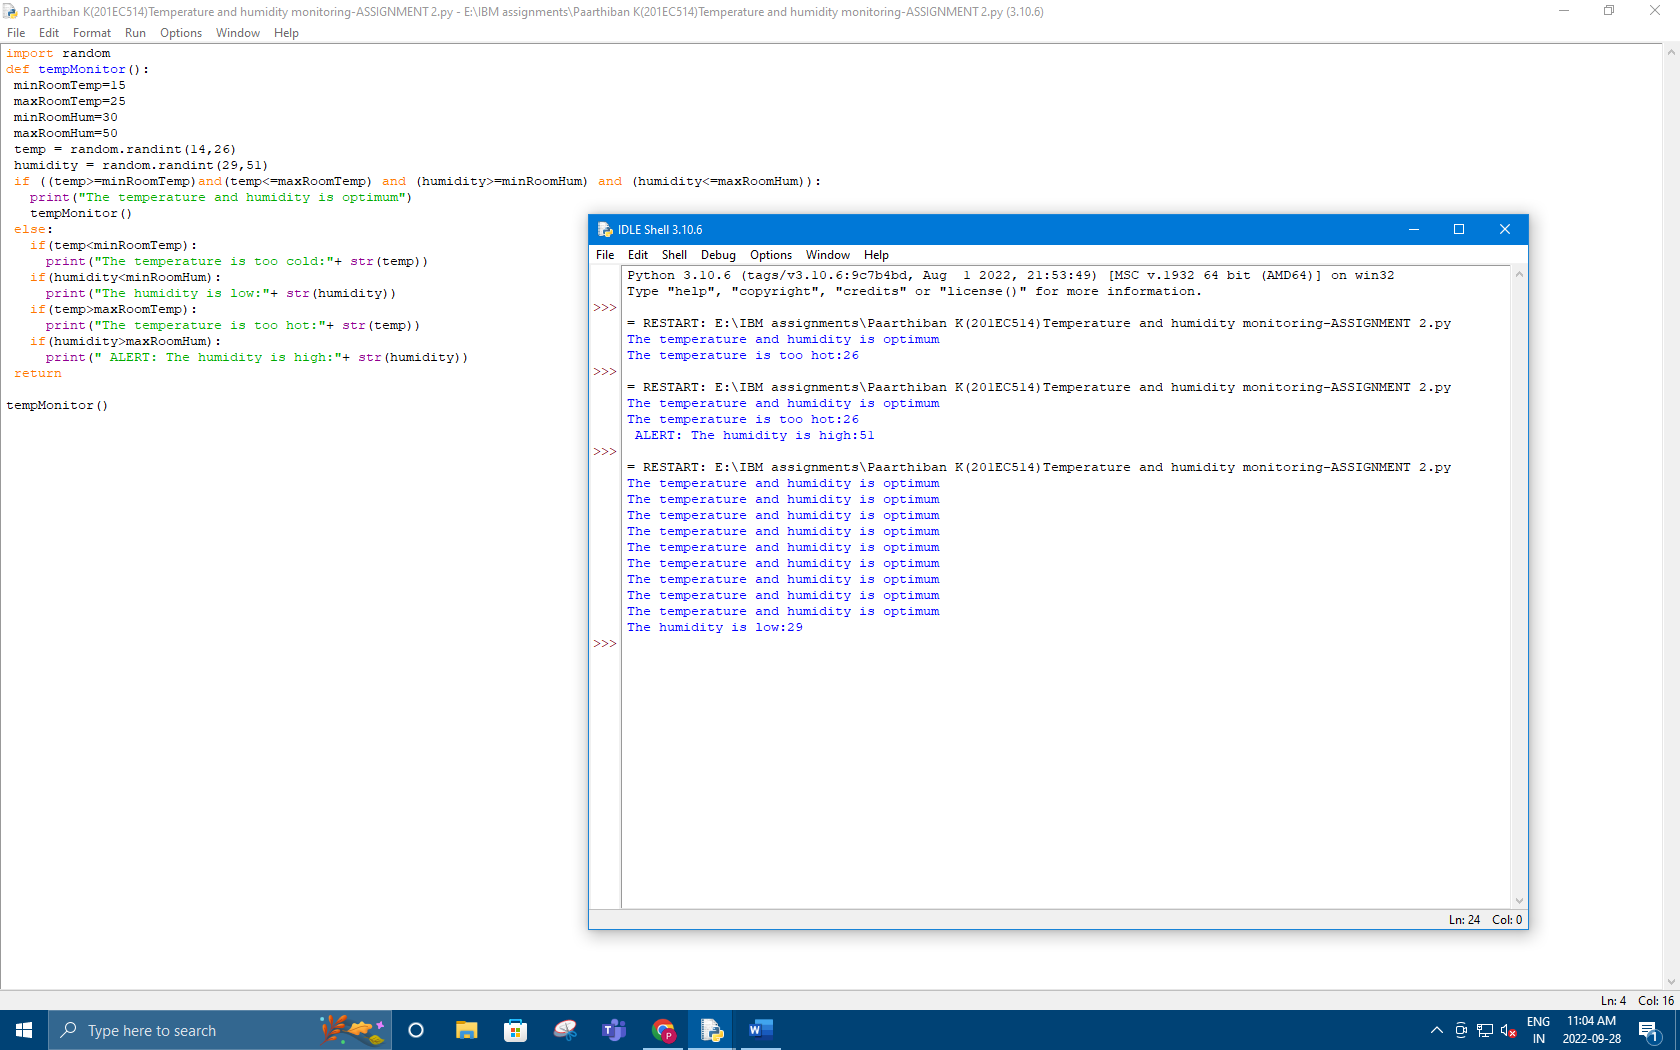 Paarthiban K(201EC514)Temperature and humidity monitoring-ASSIGNMENT 2.py - E:\IBM assignments\Paarthiban K(201EC514)Temperature and humidity monitoring-ASSIGNMENT 2.py (3.10.6)
File Edit Format Run Options Window Help
import random
def tempMonitor():
 minRoomTemp=15
 maxRoomTemp=25
 minRoomHum=30
 maxRoomHum=50
 temp = random.randint(14,26)
 humidity = random.randint(29,51)
 if ((temp>=minRoomTemp)and(temp<=maxRoomTemp) and (humidity>=minRoomHum) and (humidity<=maxRoomHum)):
   print("The temperature and humidity is optimum")
   tempMonitor()
 else:
   if(temp<minRoomTemp):
     print("The temperature is too cold:"+ str(temp))
   if(humidity<minRoomHum):
     print("The humidity is low:"+ str(humidity))
   if(temp>maxRoomTemp):
     print("The temperature is too hot:"+ str(temp))
   if(humidity>maxRoomHum):
     print(" ALERT: The humidity is high:"+ str(humidity))
 return
tempMonitor()
IDLE Shell 3.10.6
File Edit Shell Debug Options Window Help
Python 3.10.6 (tags/v3.10.6:9c7b4bd, Aug  1 2022, 21:53:49) [MSC v.1932 64 bit (AMD64)] on win32
Type "help", "copyright", "credits" or "license()" for more information.
>>>
= RESTART: E:\IBM assignments\Paarthiban K(201EC514)Temperature and humidity monitoring-ASSIGNMENT 2.py
The temperature and humidity is optimum
The temperature is too hot:26
>>>
= RESTART: E:\IBM assignments\Paarthiban K(201EC514)Temperature and humidity monitoring-ASSIGNMENT 2.py
The temperature and humidity is optimum
The temperature is too hot:26
 ALERT: The humidity is high:51
>>>
= RESTART: E:\IBM assignments\Paarthiban K(201EC514)Temperature and humidity monitoring-ASSIGNMENT 2.py
The temperature and humidity is optimum
The temperature and humidity is optimum
The temperature and humidity is optimum
The temperature and humidity is optimum
The temperature and humidity is optimum
The temperature and humidity is optimum
The temperature and humidity is optimum
The temperature and humidity is optimum
The temperature and humidity is optimum
The humidity is low:29
>>>
Ln: 24 Col: 0
Ln: 4 Col: 16
Type here to search
T
P
W
ENG
IN
11:04 AM
2022-09-28
1